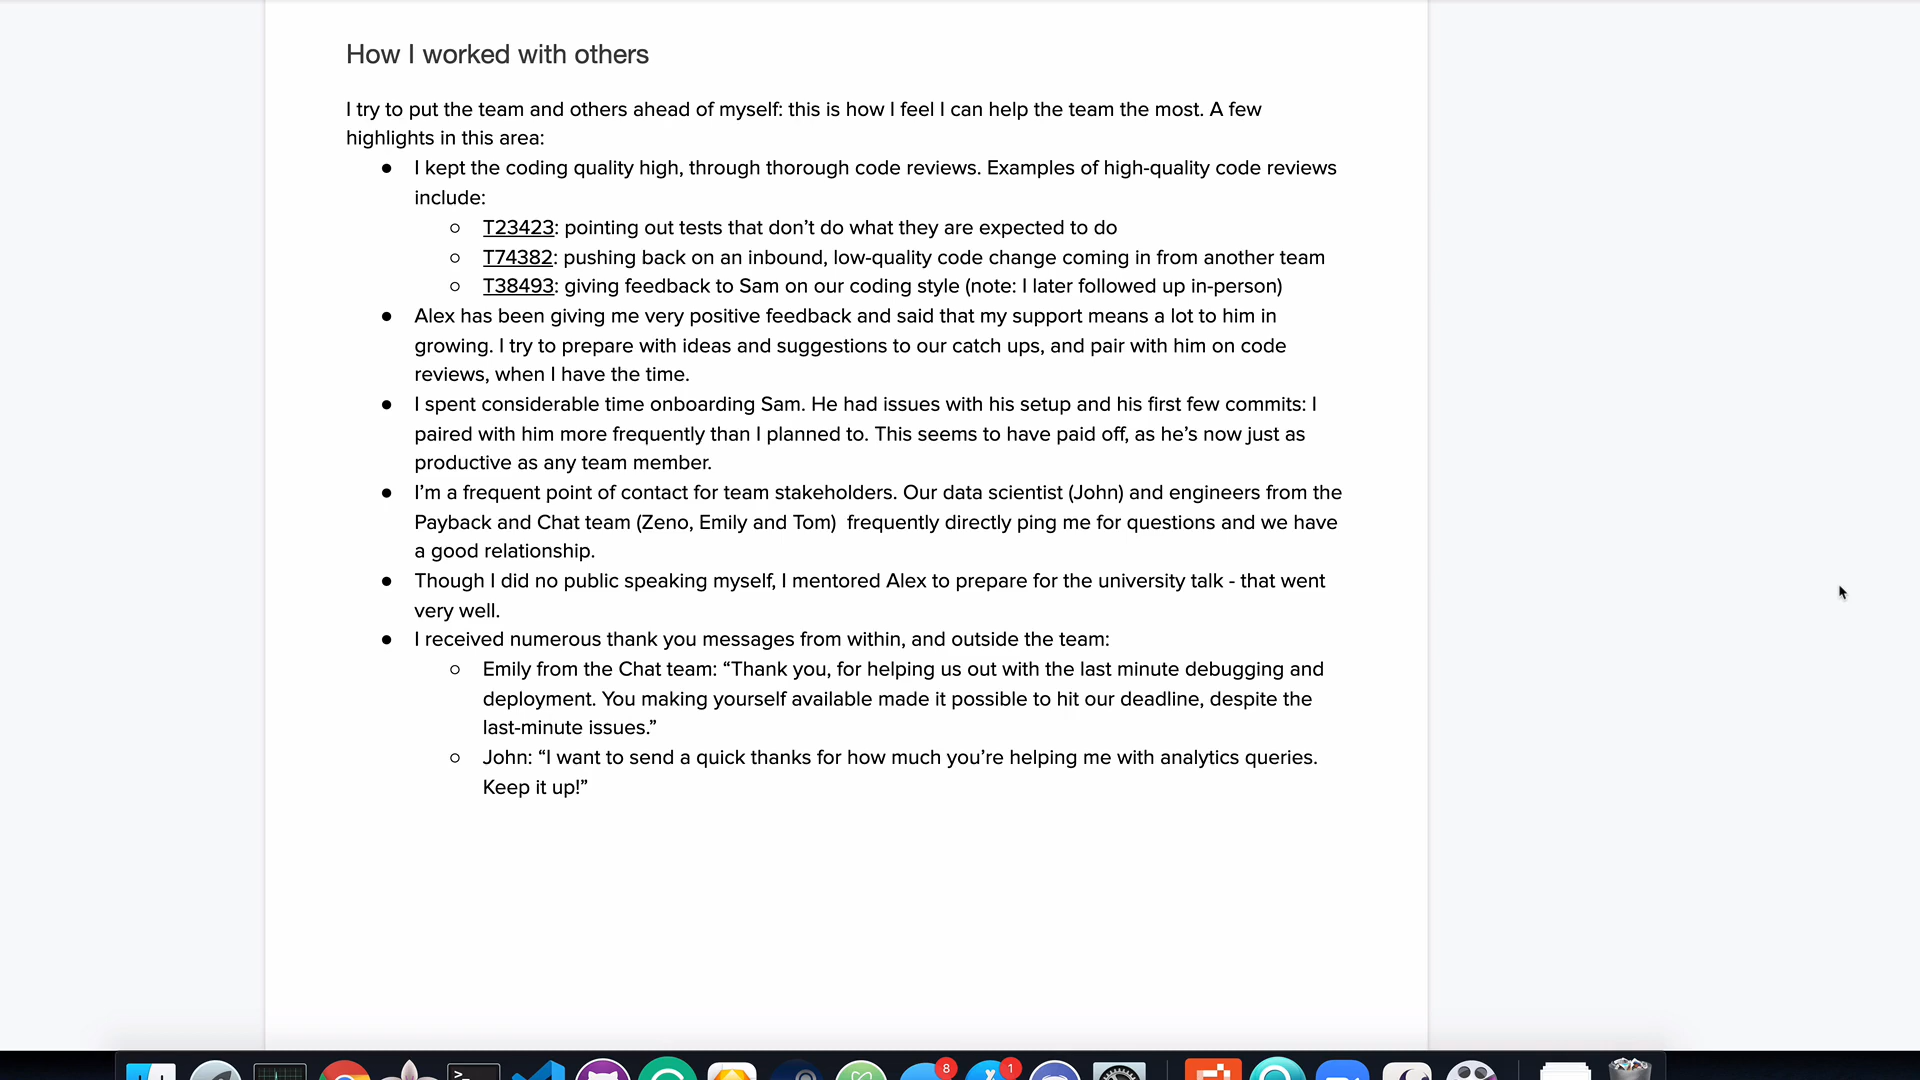 How I worked with others
I try to put the team and others ahead of myself: this is how I feel I can help the team the most. A few
highlights in this area:
● I kept the coding quality high, through thorough code reviews. Examples of high-quality code reviews
include:
○ T23423: pointing out tests that don’t do what they are expected to do
○ T74382: pushing back on an inbound, low-quality code change coming in from another team
○ T38493: giving feedback to Sam on our coding style (note: I later followed up in-person)
● Alex has been giving me very positive feedback and said that my support means a lot to him in
growing. I try to prepare with ideas and suggestions to our catch ups, and pair with him on code
reviews, when I have the time.
● I spent considerable time onboarding Sam. He had issues with his setup and his first few commits: I
paired with him more frequently than I planned to. This seems to have paid off, as he’s now just as
productive as any team member.
● I’m a frequent point of contact for team stakeholders. Our data scientist (John) and engineers from the
Payback and Chat team (Zeno, Emily and Tom)  frequently directly ping me for questions and we have
a good relationship.
● Though I did no public speaking myself, I mentored Alex to prepare for the university talk - that went
very well.
● I received numerous thank you messages from within, and outside the team:
○ Emily from the Chat team: “Thank you, for helping us out with the last minute debugging and
deployment. You making yourself available made it possible to hit our deadline, despite the
last-minute issues.”
○ John: “I want to send a quick thanks for how much you’re helping me with analytics queries.
Keep it up!”
>_
8
1